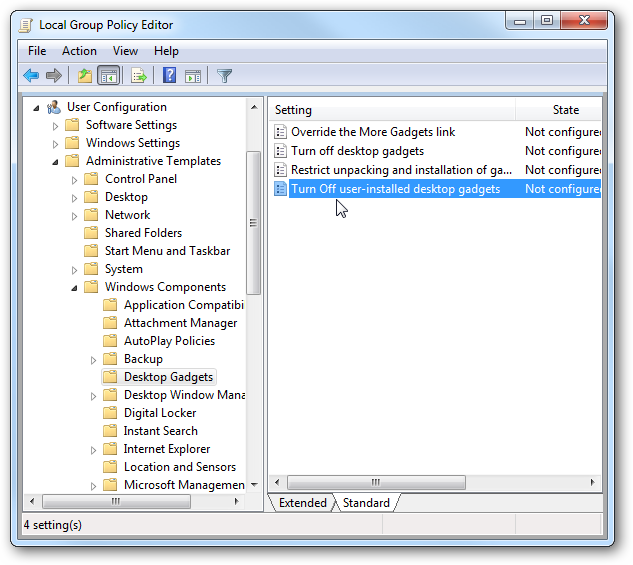 Local Group Policy Editor
File Action View Help
User Configuration
Software Settings
Windows Settings
Administrative Templates
Control Panel
Desktop
Network
Shared Folders
Start Menu and Taskbar
System
Windows Components
Application Compatibi
Attachment Manager
AutoPlay Policies
Backup
Desktop Gadgets
Desktop Window Mana
Digital Locker
Instant Search
Internet Explorer
Location and Sensors
Microsoft Managemen
Setting State
Override the More Gadgets link Not configured
Turn off desktop gadgets Not configured
Restrict unpacking and installation of ga... Not configured
Turn Off user-installed desktop gadgets Not configured
Extended Standard
4 setting(s)